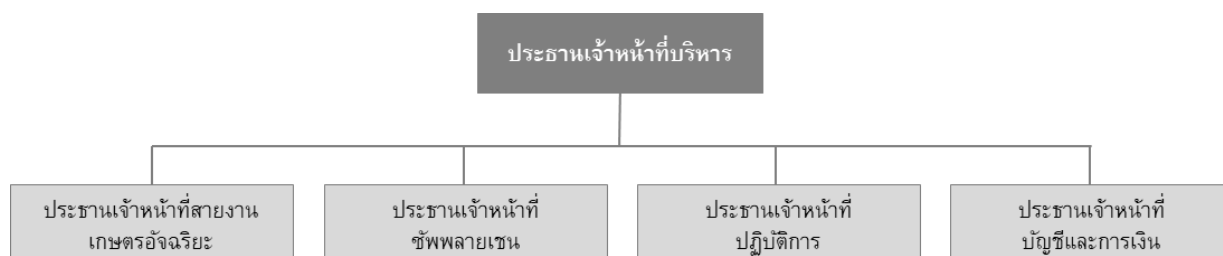 ประธานเจ้าหน้าที่บริหาร
ประธานเจ้าหน้าที่สายงาน
เกษตรอัจฉริยะ
ประธานเจ้าหน้าที่
ซัพพลายเชน
ประธานเจ้าหน้าที่
ปฏิบัติการ
ประธานเจ้าหน้าที่
บัญชีและการเงิน